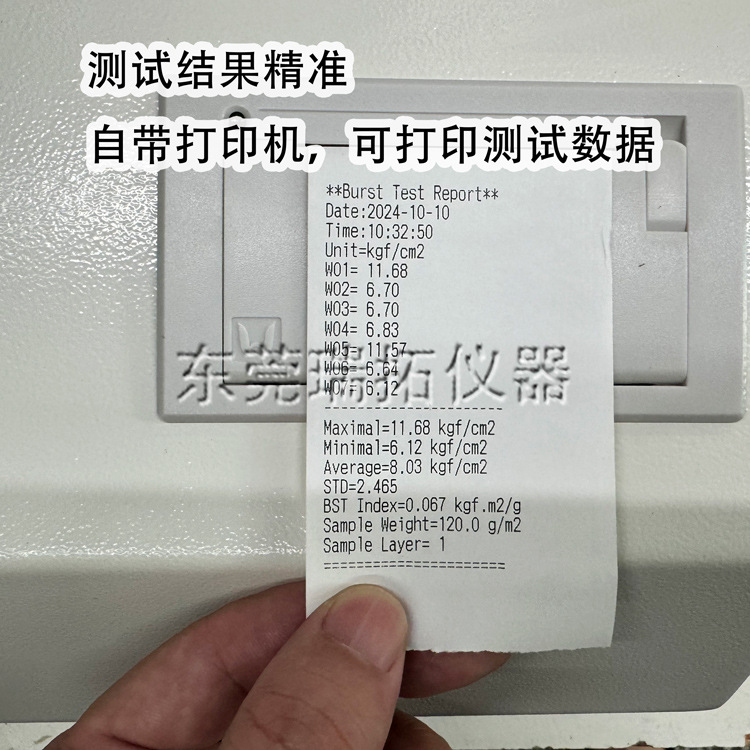 测试结果精准
自带打印机，可打印测试数据
**Burst Test Report**
Date:2024-10-10
Time:10:32:50
Unit=kgf/cm2
W01= 11.68
W02= 6.70
W03= 6.70
W04= 6.83
W05= 11.57
W06= 6.64
W07= 6.12
东莞瑞拓仪器
--------------------
Maximal=11.68 kgf/cm2
Minimal=6.12 kgf/cm2
Average=8.03 kgf/cm2
STD=2.465
BST Index=0.067 kgf.m2/g
Sample Weight=120.0 g/m2
Sample Layer= 1
======================